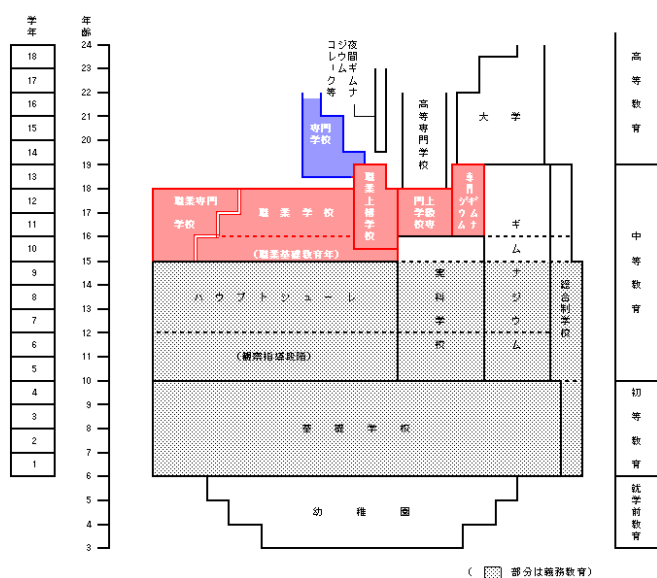 学年
年齢
18
17
16
15
14
13
12
11
10
9
8
7
6
5
4
3
2
1
24
23
22
21
20
19
18
17
16
15
14
13
12
11
10
9
8
7
6
5
4
3
夜間ギムナ
ジウム
コレーク等
専門
学校
高等専門学校
大学
職業専門
学校
職業学校
(職業基礎教育年)
職業上構学校
上級専
門学校
専門ギムナ
ジウム
ギムナジウム
総合制学校
ハウプトシューレ
(観察指導段階)
実科学校
基礎学校
幼稚園
高等教育
中等教育
初等教育
就学前教育
( 部分は義務教育)